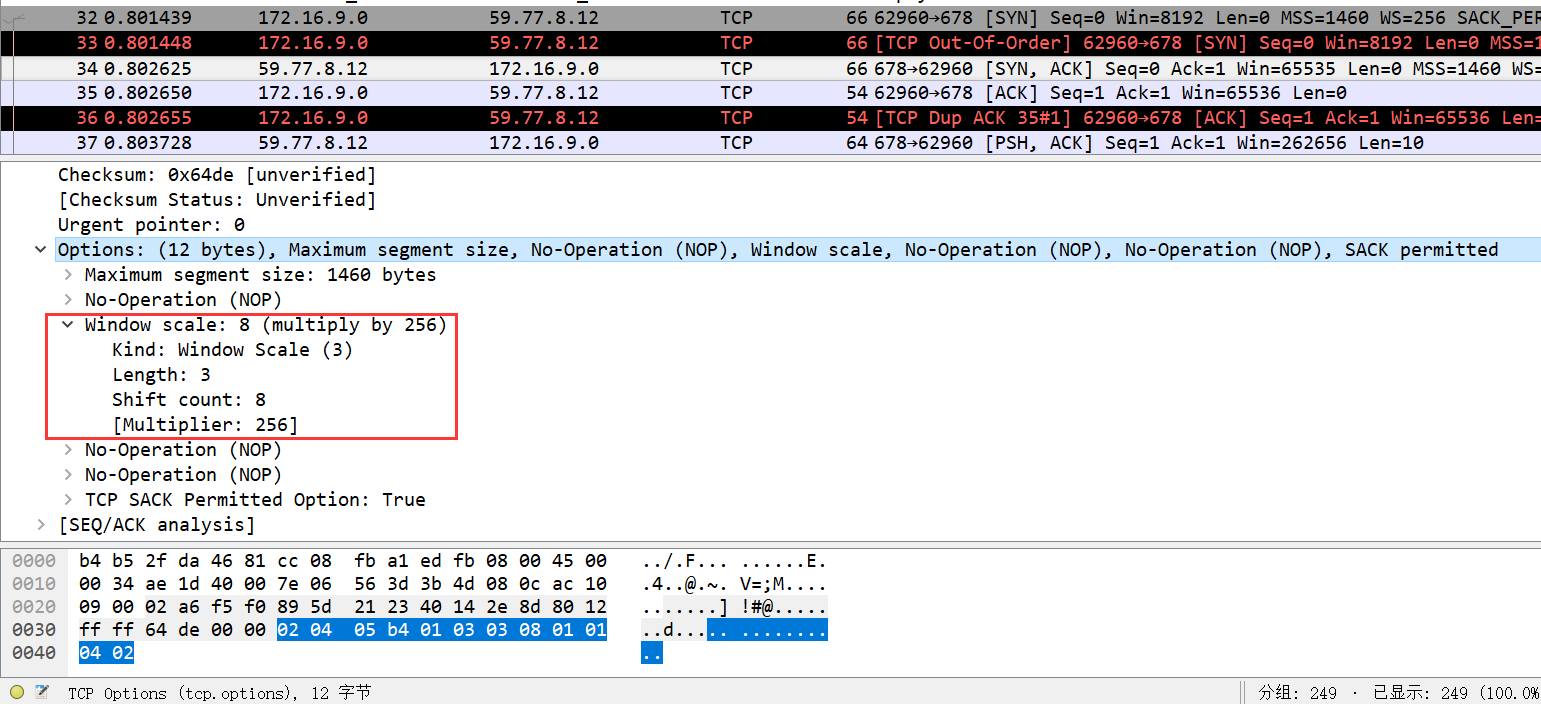 32 0.801439 172.16.9.0 59.77.8.12 TCP 66 62960→678 [SYN] Seq=0 Win=8192 Len=0 MSS=1460 WS=256 SACK_PER
33 0.801448 172.16.9.0 59.77.8.12 TCP 66 [TCP Out-Of-Order] 62960→678 [SYN] Seq=0 Win=8192 Len=0 MSS=1
34 0.802625 59.77.8.12 172.16.9.0 TCP 66 678→62960 [SYN, ACK] Seq=0 Ack=1 Win=65535 Len=0 MSS=1460 WS=
35 0.802650 172.16.9.0 59.77.8.12 TCP 54 62960→678 [ACK] Seq=1 Ack=1 Win=65536 Len=0
36 0.802655 172.16.9.0 59.77.8.12 TCP 54 [TCP Dup ACK 35#1] 62960→678 [ACK] Seq=1 Ack=1 Win=65536 Len=
37 0.803728 59.77.8.12 172.16.9.0 TCP 64 678→62960 [PSH, ACK] Seq=1 Ack=1 Win=262656 Len=10
Checksum: 0x64de [unverified]
[Checksum Status: Unverified]
Urgent pointer: 0
Options: (12 bytes), Maximum segment size, No-Operation (NOP), Window scale, No-Operation (NOP), No-Operation (NOP), SACK permitted
Maximum segment size: 1460 bytes
No-Operation (NOP)
Window scale: 8 (multiply by 256)
Kind: Window Scale (3)
Length: 3
Shift count: 8
[Multiplier: 256]
No-Operation (NOP)
No-Operation (NOP)
TCP SACK Permitted Option: True
[SEQ/ACK analysis]
0000 b4 b5 2f da 46 81 cc 08 fb a1 ed fb 08 00 45 00 ../.F... ......E.
0010 00 34 ae 1d 40 00 7e 06 56 3d 3b 4d 08 0c ac 10 .4..@.~. V=;M....
0020 09 00 02 a6 f5 f0 89 5d 21 23 40 14 2e 8d 80 12 .......] !#@.....
0030 ff ff 64 de 00 00 02 04 05 b4 01 03 03 08 01 01 ..d..... ........
0040 04 02 ..
TCP Options (tcp.options), 12 字节 分组: 249 · 已显示: 249 (100.0%